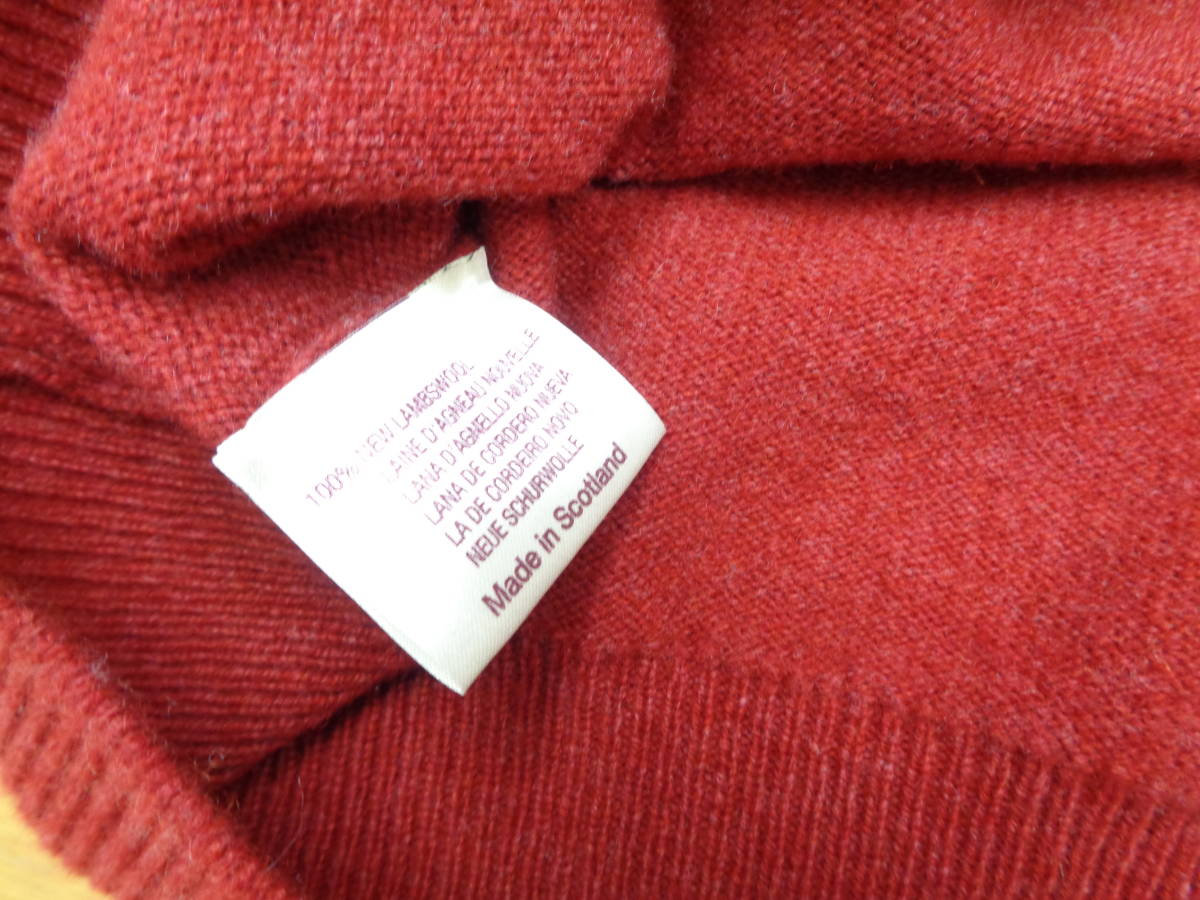 100% NEW LAMBSWOOL
LAINE D'AGNEAU NOUVELLE
LANA D'AGNELLO NUOVA
LANA DE CORDERO NUEVA
LA DE CORDEIRO NOVO
NEUE SCHURWOLLE
Made in Scotland